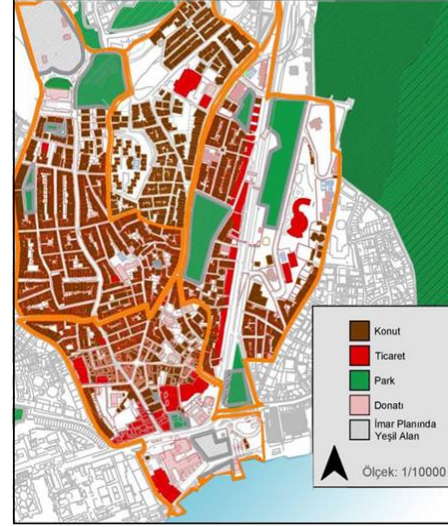 Konut
Ticaret
Park
Donatı
İmar Planında
Yeşil Alan
Ölçek: 1/10000